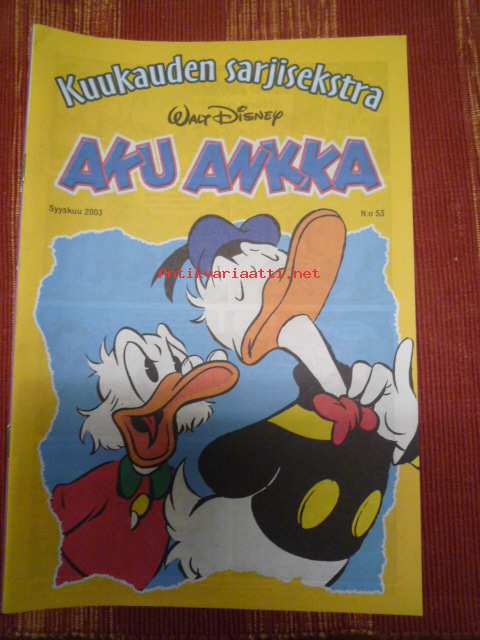 Kuukauden sarjisekstra
WALT DISNEY
AKU ANKKA
Syyskuu 2003 N:o 53
Antikvariaatti.net